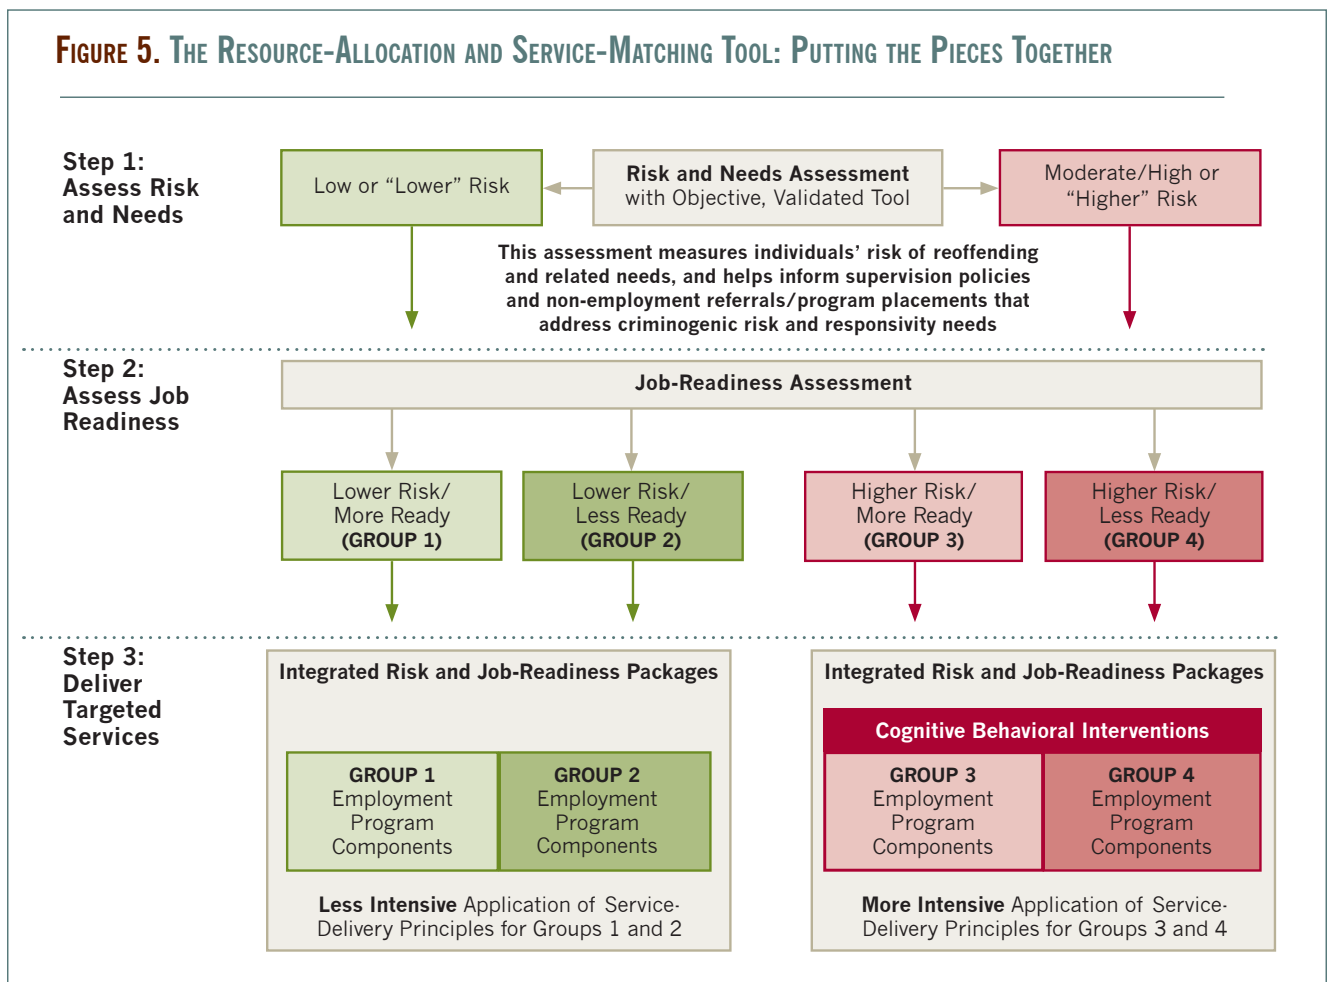 FIGURE 5. THE RESOURCE-ALLOCATION AND SERVICE-MATCHING TOOL: PUTTING THE PIECES TOGETHER
Step 1:
Assess Risk
and Needs
Low or “Lower” Risk
Risk and Needs Assessment
with Objective, Validated Tool
Moderate/High or
“Higher” Risk
This assessment measures individuals’ risk of reoffending
and related needs, and helps inform supervision policies
and non-employment referrals/program placements that
address criminogenic risk and responsivity needs
Step 2:
Assess Job
Readiness
Job-Readiness Assessment
Lower Risk/
More Ready
(GROUP 1)
Lower Risk/
Less Ready
(GROUP 2)
Higher Risk/
More Ready
(GROUP 3)
Higher Risk/
Less Ready
(GROUP 4)
Step 3:
Deliver
Targeted
Services
Integrated Risk and Job-Readiness Packages
GROUP 1
Employment
Program
Components
GROUP 2
Employment
Program
Components
Less Intensive Application of Service-
Delivery Principles for Groups 1 and 2
Integrated Risk and Job-Readiness Packages
Cognitive Behavioral Interventions
GROUP 3
Employment
Program
Components
GROUP 4
Employment
Program
Components
More Intensive Application of Service-
Delivery Principles for Groups 3 and 4